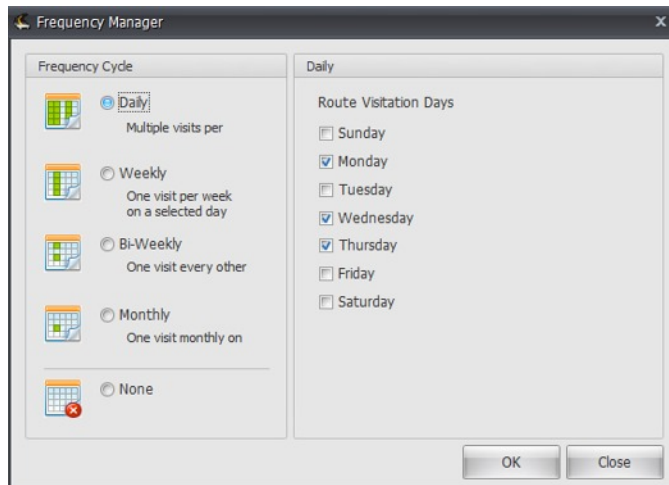 Frequency Manager
x
Frequency Cycle
Daily
Multiple visits per
Weekly
One visit per week
on a selected day
Bi-Weekly
One visit every other
Monthly
One visit monthly on
None
Daily
Route Visitation Days
Sunday
Monday
Tuesday
Wednesday
Thursday
Friday
Saturday
OK
Close